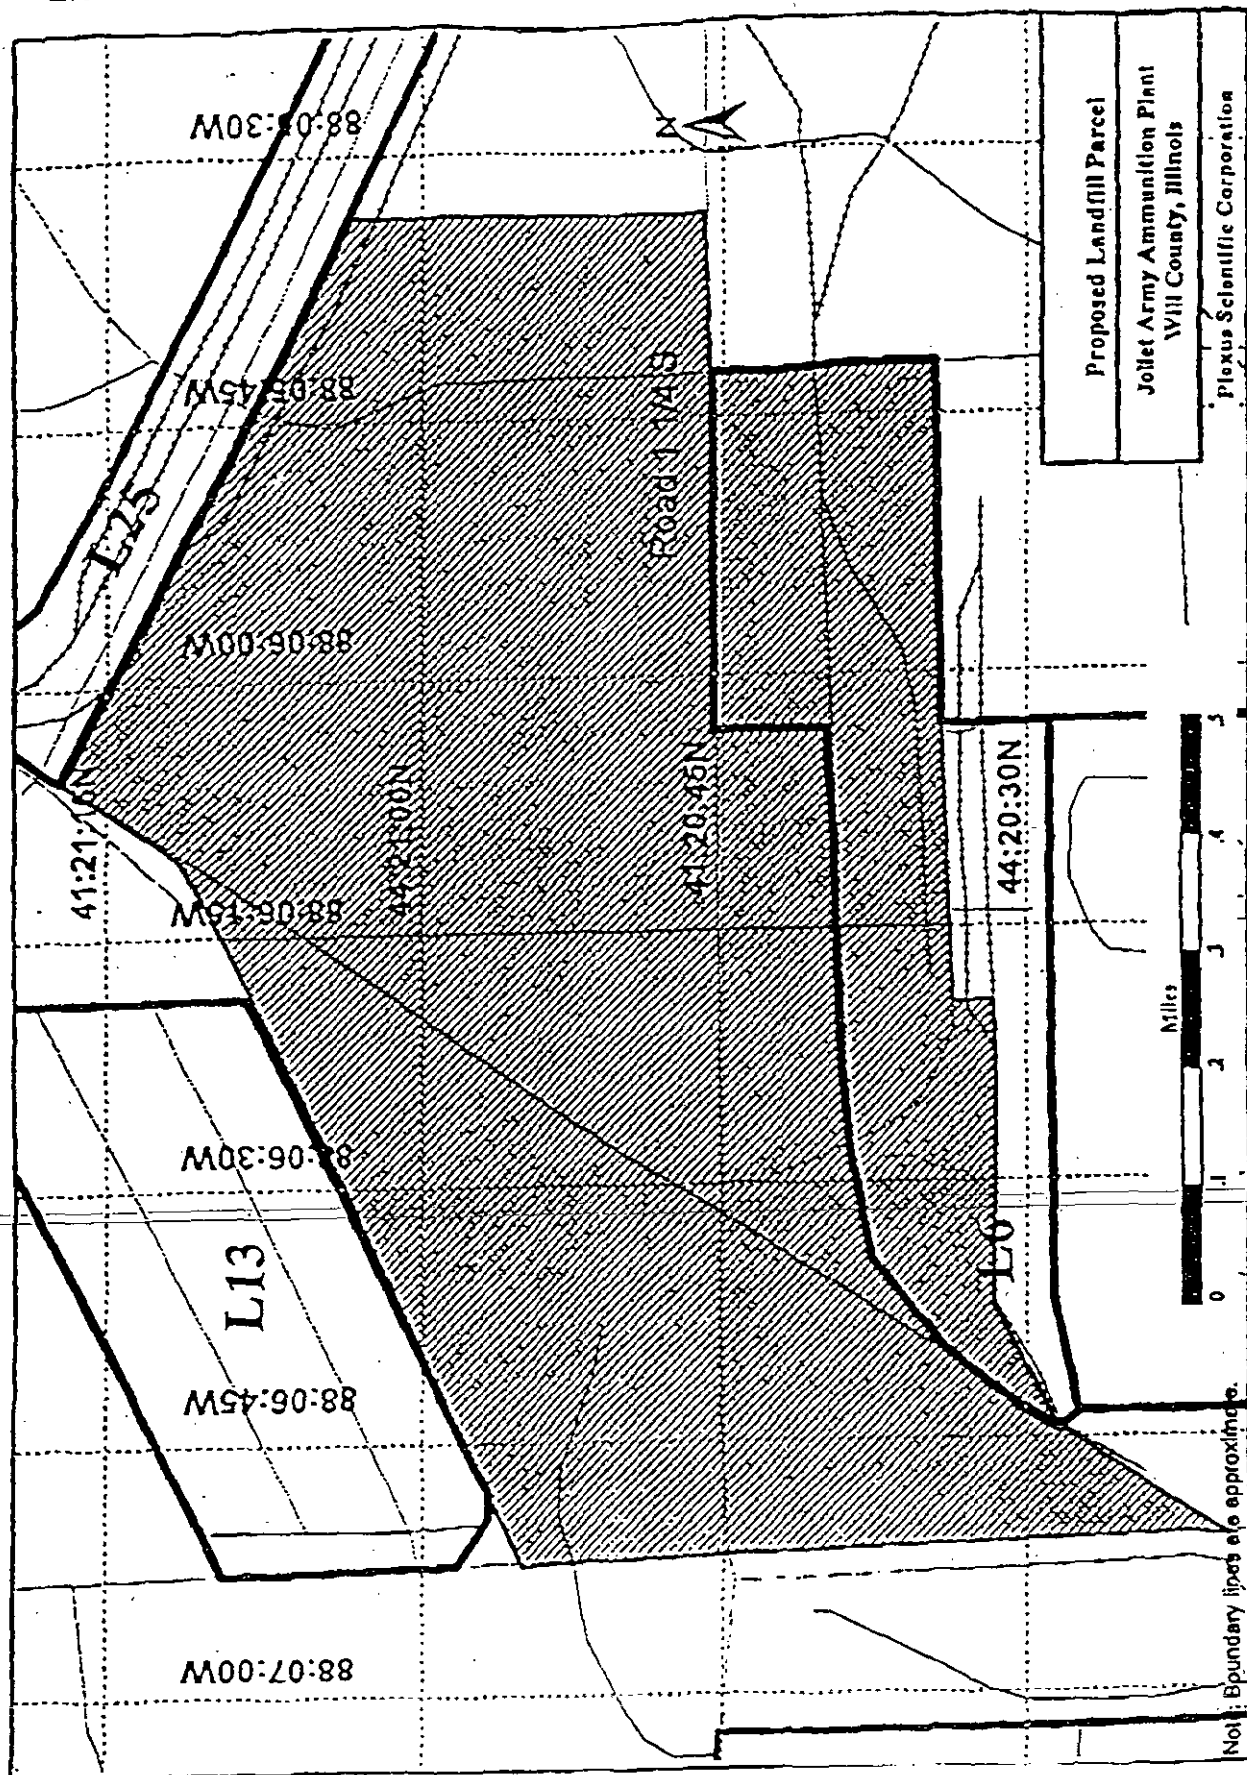 88:05:30W
N
L25
88:05:45W
Road 1 1/4 S
88:06:00W
41:21:15N
44:21:00N
41:20:45N
44:20:30N
88:06:15W
L13
88:06:30W
L6
88:06:45W
88:07:00W
Proposed Landfill Parcel
Joliet Army Ammunition Plant
Will County, Illinois
Plexus Scientific Corporation
Miles
0 .1 .2 .3 .4 .5
Note: Boundary lines are approximate.